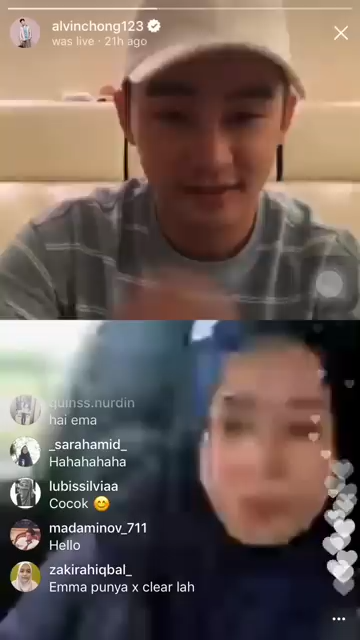 alvinchong123
was live · 21h ago
quinss.nurdin
hai ema
_sarahamid_
Hahahahaha
lubissilviaa
Cocok 😊
madaminov_711
Hello
zakirahiqbal_
Emma punya x clear lah